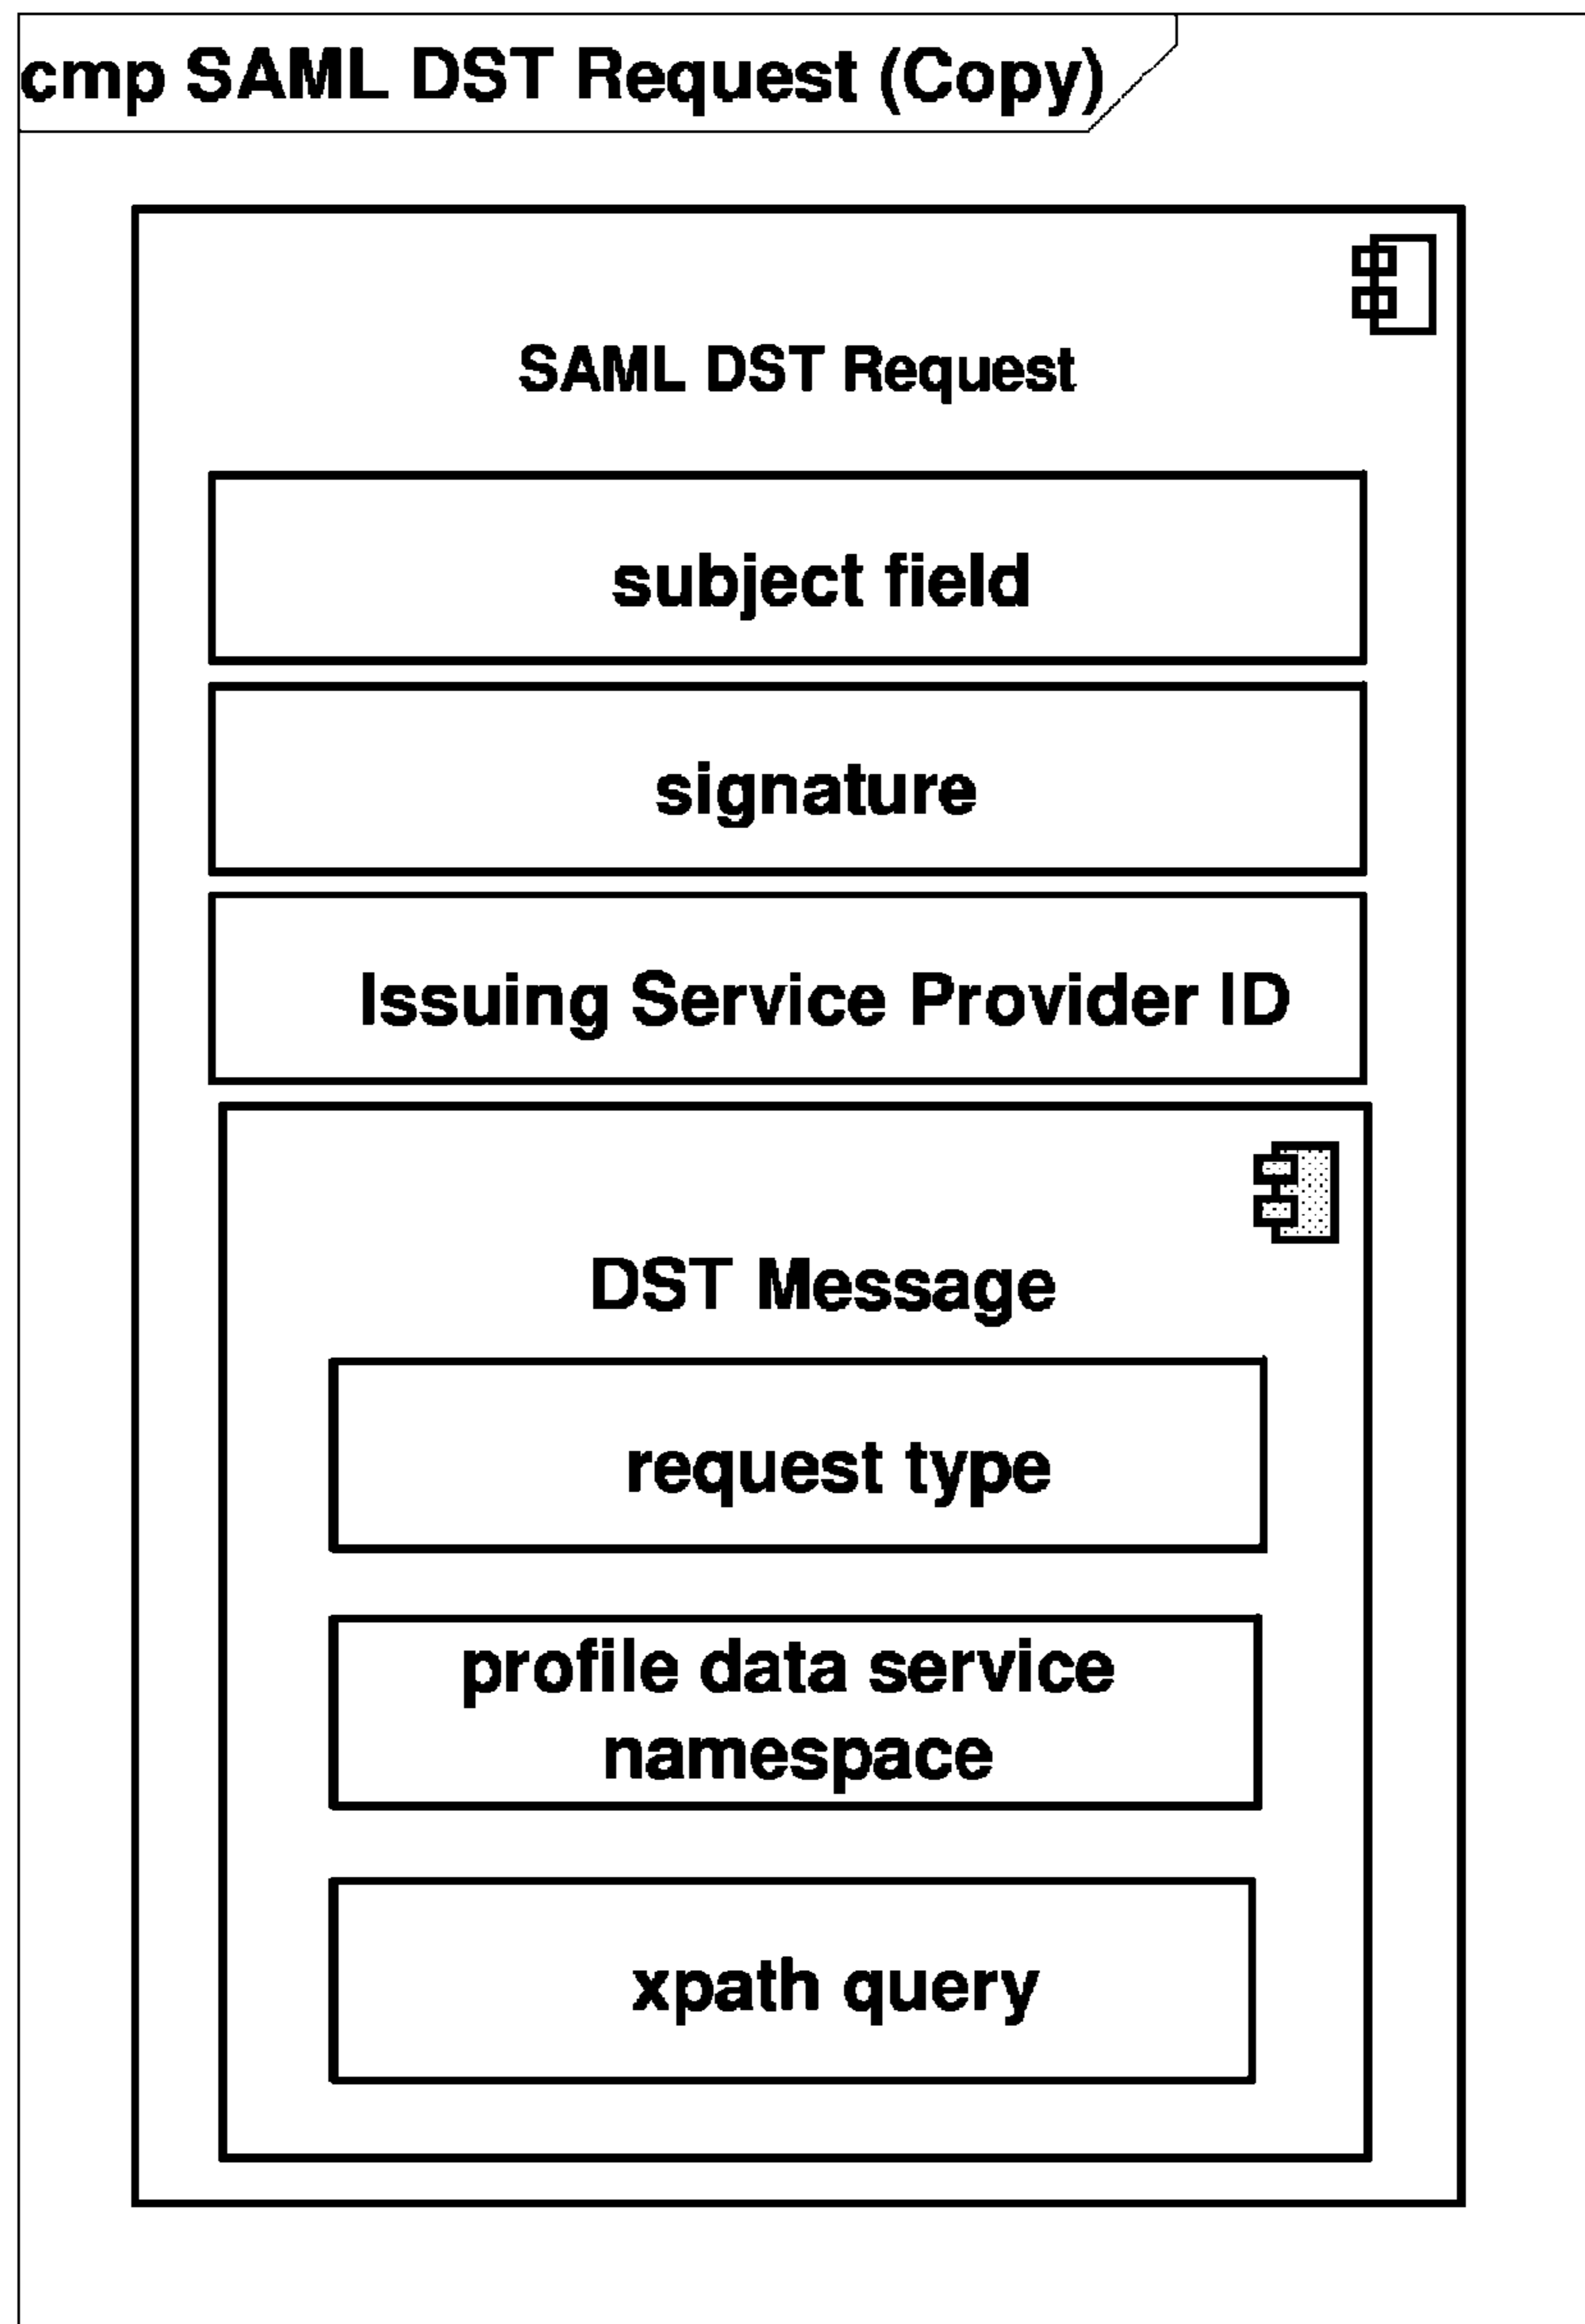 cmp SAML DST Request (Copy)
SAML DST Request
subject field
signature
Issuing Service Provider ID
DST Message
request type
profile data service
namespace
xpath query